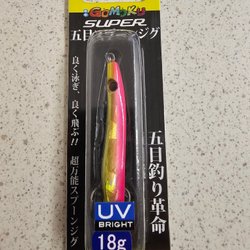 GOMOKU
SUPER
五目スプーンジグ
良く泳ぎ、良く飛ぶ!!
超万能スプーンジグ
五目釣り革命
UV
BRIGHT
18g